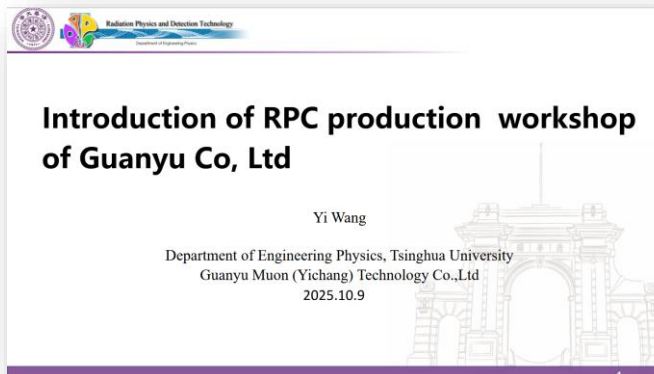 Radiation Physics and Detection Technology
Department of Engineering Physics
Introduction of RPC production workshop
of Guanyu Co, Ltd
Yi Wang
Department of Engineering Physics, Tsinghua University
Guanyu Muon (Yichang) Technology Co.,Ltd
2025.10.9